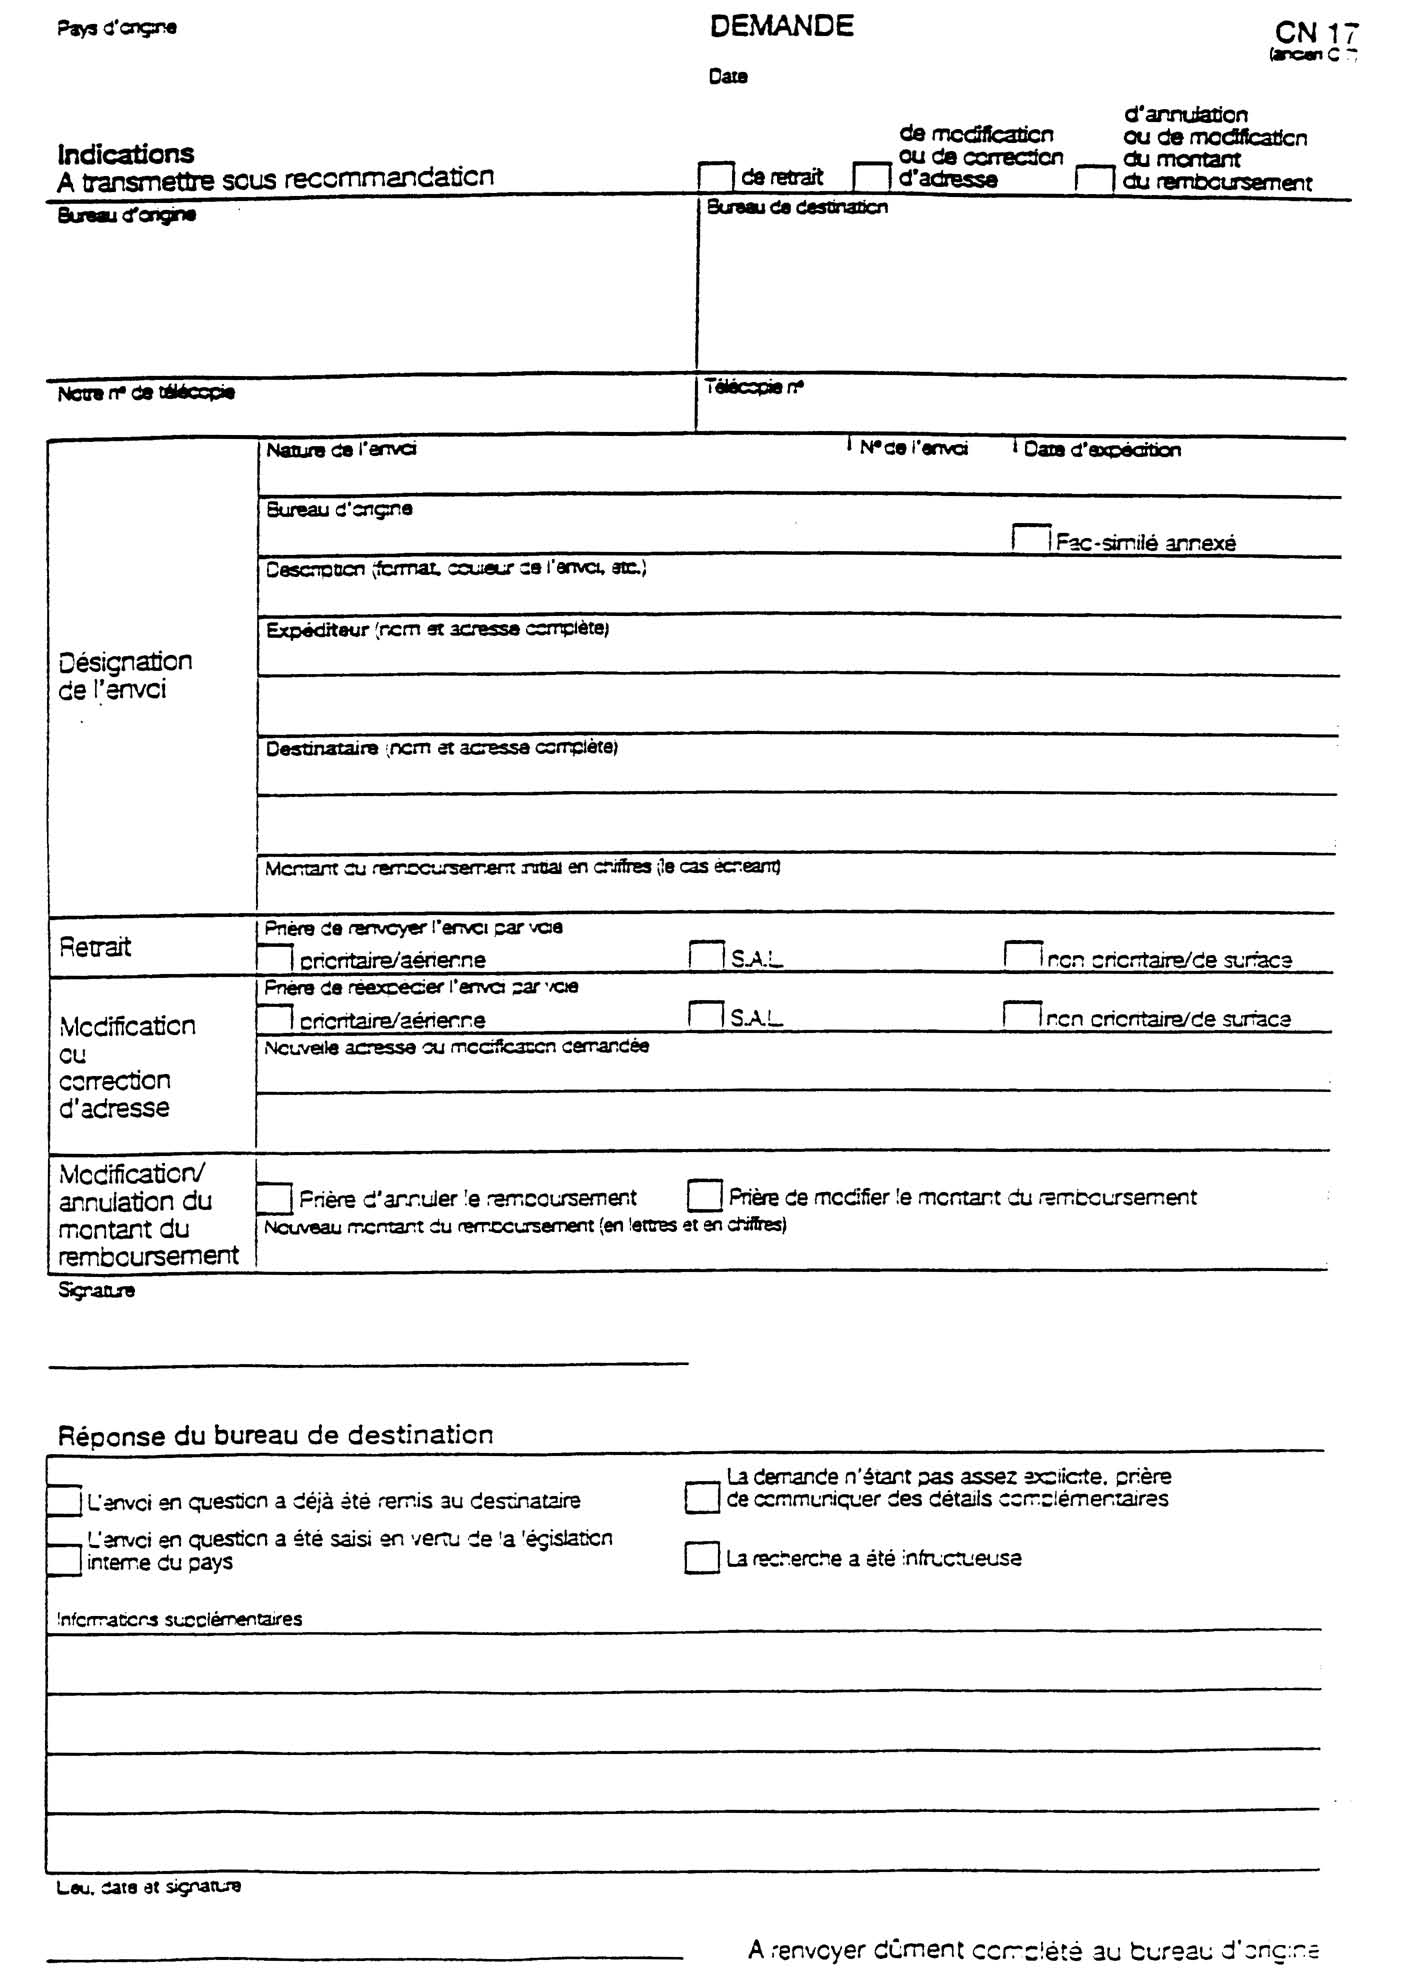 Pays d'origine
DEMANDE
CN 17
(ancien C 7)
Date
Indications
A transmettre sous recommandation
de retrait
de modification
ou de correction
d'adresse
d'annulation
ou de modification
du montant
du remboursement
Bureau d'origine
Bureau de destination
Notre n° de télécopie
Télécopie n°
Désignation
de l'envoi
Nature de l'envoi
N° de l'envoi
Date d'expédition
Bureau d'origine
Fac-similé annexé
Description (format, couleur de l'envoi, etc.)
Expéditeur (nom et adresse complète)
Destinataire (nom et adresse complète)
Montant du remboursement initial en chiffres (le cas échéant)
Retrait
Prière de renvoyer l'envoi par voie
prioritaire/aérienne
S.A.L.
non prioritaire/de surface
Modification
ou
correction
d'adresse
Prière de réexpédier l'envoi par voie
prioritaire/aérienne
S.A.L.
non prioritaire/de surface
Nouvelle adresse ou modification demandée
Modification/
annulation du
montant du
remboursement
Prière d'annuler le remboursement
Prière de modifier le montant du remboursement
Nouveau montant du remboursement (en lettres et en chiffres)
Signature
Réponse du bureau de destination
L'envoi en question a déjà été remis au destinataire
La demande n'étant pas assez explicite, prière
de communiquer des détails complémentaires
L'envoi en question a été saisi en vertu de la législation
interne du pays
La recherche a été infructueuse
Informations supplémentaires
Lieu, date et signature
A renvoyer dûment complété au bureau d'origine